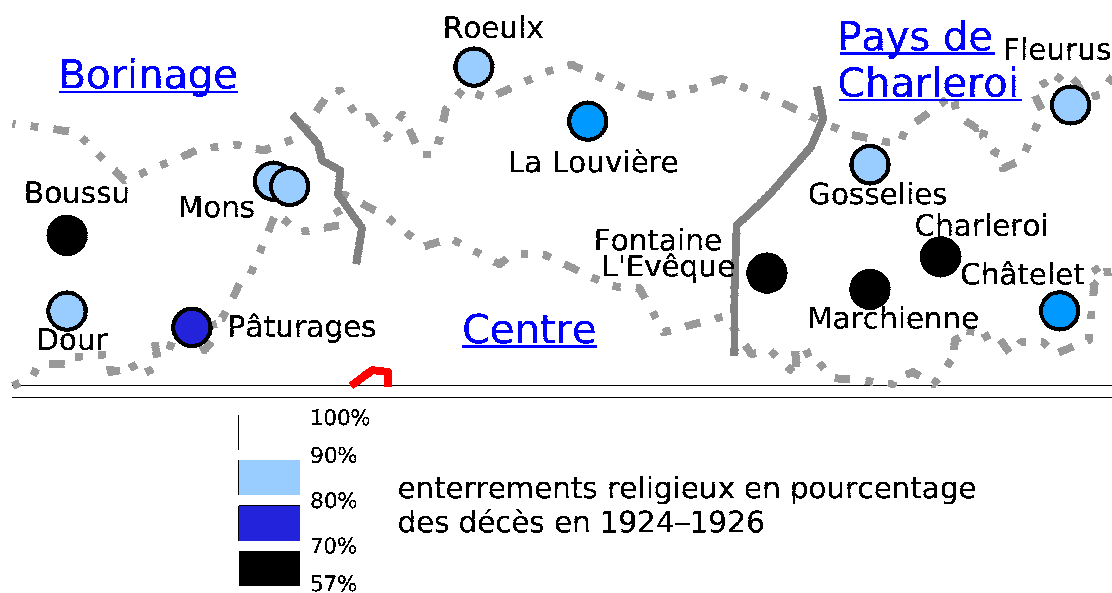 Roeulx
Pays de
Charleroi
Fleurus
Borinage
La Louvière
Boussu
Mons
Gosselies
Charleroi
Fontaine
L'Evêque
Châtelet
Dour
Pâturages
Centre
Marchienne
100%
90%
80%
70%
57%
enterrements religieux en pourcentage
des décès en 1924–1926